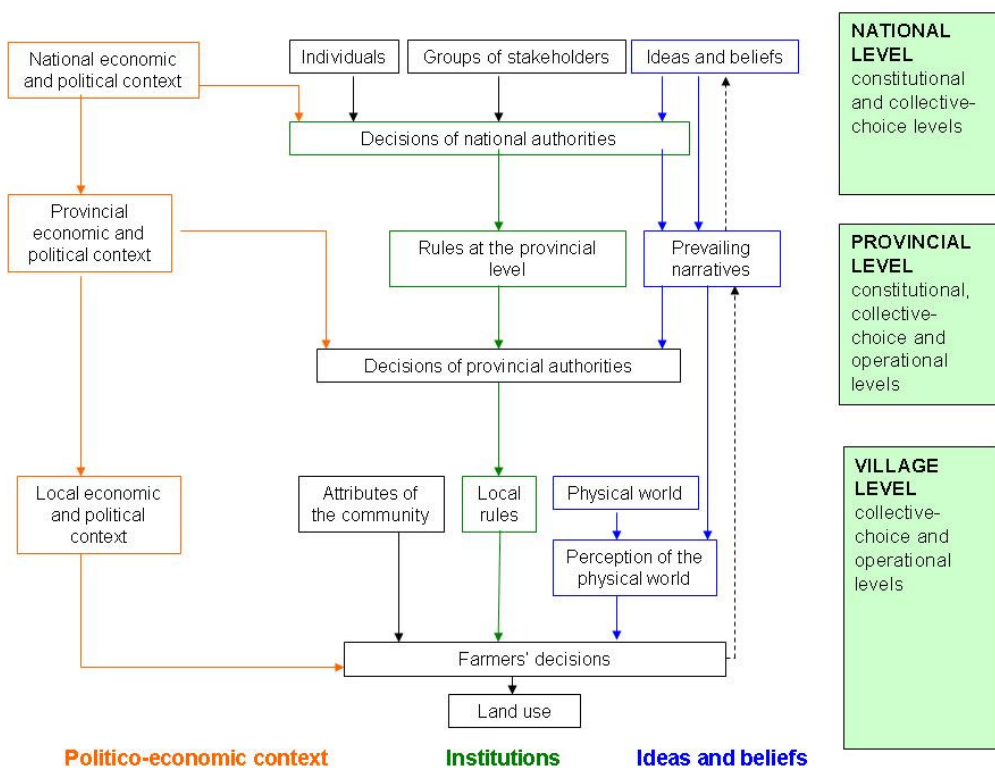 National economic
and political context
Individuals
Groups of stakeholders
Ideas and beliefs
NATIONAL
LEVEL
constitutional
and collective-
choice levels
Decisions of national authorities
Provincial
economic and
political context
Rules at the provincial
level
Prevailing
narratives
PROVINCIAL
LEVEL
constitutional,
collective-
choice and
operational
levels
Decisions of provincial authorities
Local economic
and political
context
Attributes of
the community
Local
rules
Physical world
Perception of the
physical world
VILLAGE
LEVEL
collective-
choice and
operational
levels
Farmers' decisions
Land use
Politico-economic context
Institutions
Ideas and beliefs